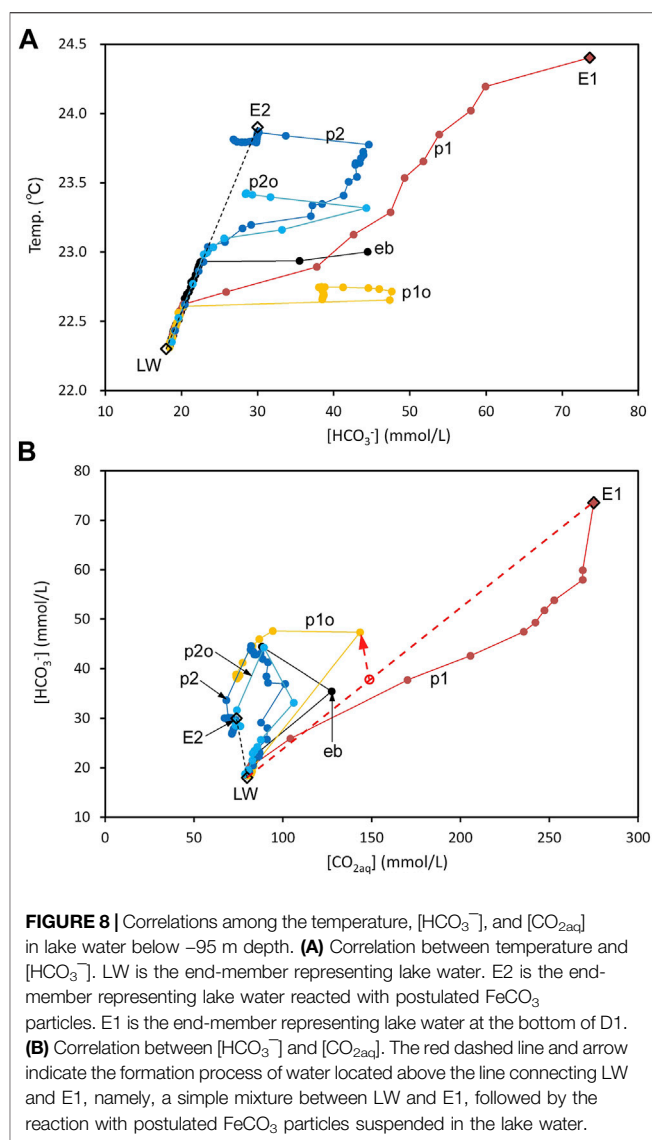 A
24.5
24.0
23.5
23.0
22.5
22.0
Temp. (°C)
E2
p2
p2o
eb
p1o
p1
E1
LW
10 20 30 40 50 60 70 80
[HCO₃⁻] (mmol/L)
B
80
70
60
50
40
30
20
10
[HCO₃⁻] (mmol/L)
E1
p1o
p2o
p2
p1
E2
eb
LW
0 50 100 150 200 250 300
[CO₂aq] (mmol/L)
FIGURE 8 | Correlations among the temperature, [HCO₃⁻], and [CO₂aq]
in lake water below −95 m depth. (A) Correlation between temperature and
[HCO₃⁻]. LW is the end-member representing lake water. E2 is the end-
member representing lake water reacted with postulated FeCO₃
particles. E1 is the end-member representing lake water at the bottom of D1.
(B) Correlation between [HCO₃⁻] and [CO₂aq]. The red dashed line and arrow
indicate the formation process of water located above the line connecting LW
and E1, namely, a simple mixture between LW and E1, followed by the
reaction with postulated FeCO₃ particles suspended in the lake water.